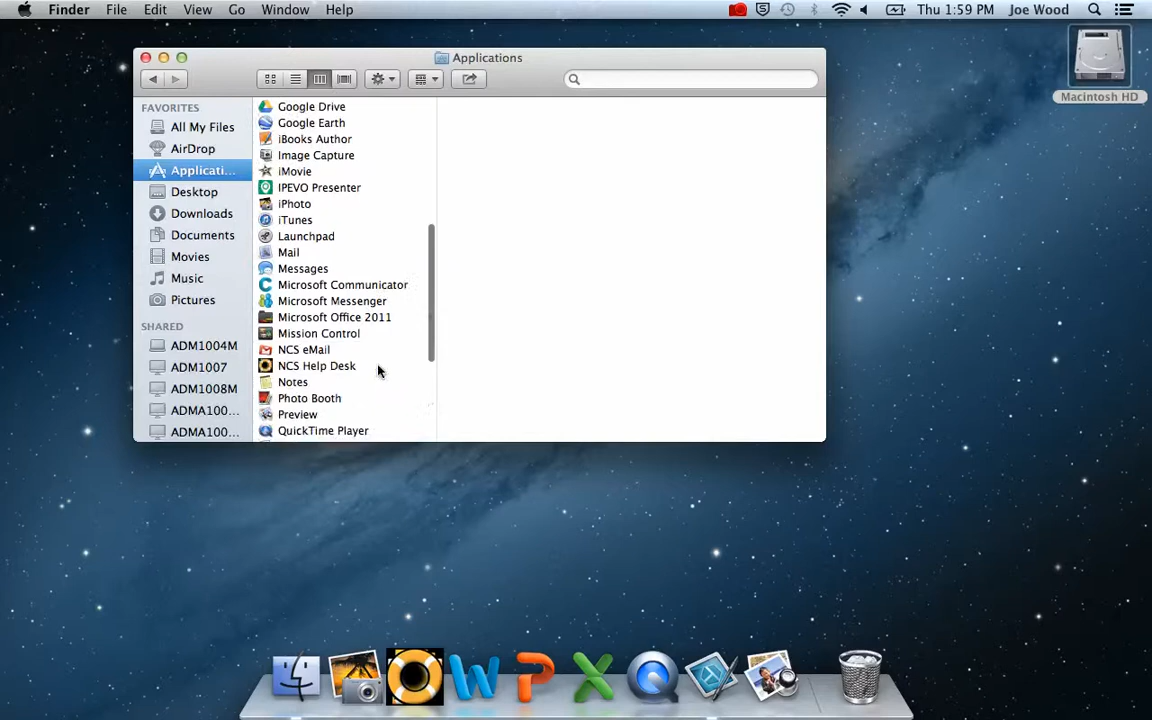 Finder File Edit View Go Window Help Thu 1:59 PM Joe Wood
Macintosh HD
Applications
FAVORITES
All My Files
AirDrop
Applicati...
Desktop
Downloads
Documents
Movies
Music
Pictures
SHARED
ADM1004M
ADM1007
ADM1008M
ADMA100...
ADMA100...
Google Drive
Google Earth
iBooks Author
Image Capture
iMovie
IPEVO Presenter
iPhoto
iTunes
Launchpad
Mail
Messages
Microsoft Communicator
Microsoft Messenger
Microsoft Office 2011
Mission Control
NCS eMail
NCS Help Desk
Notes
Photo Booth
Preview
QuickTime Player